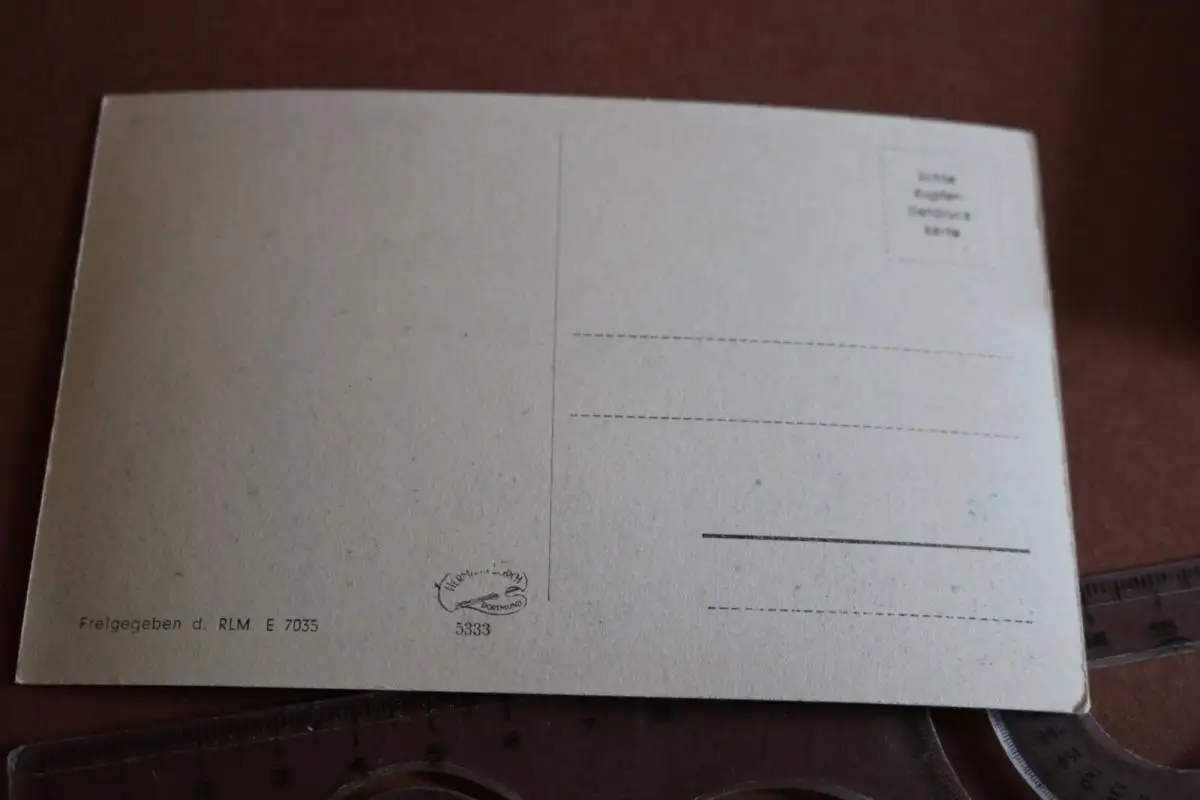 Echte
Kupfer-
tiefdruck
karte
Freigegeben d. RLM E 7035
DORTMUND
5333